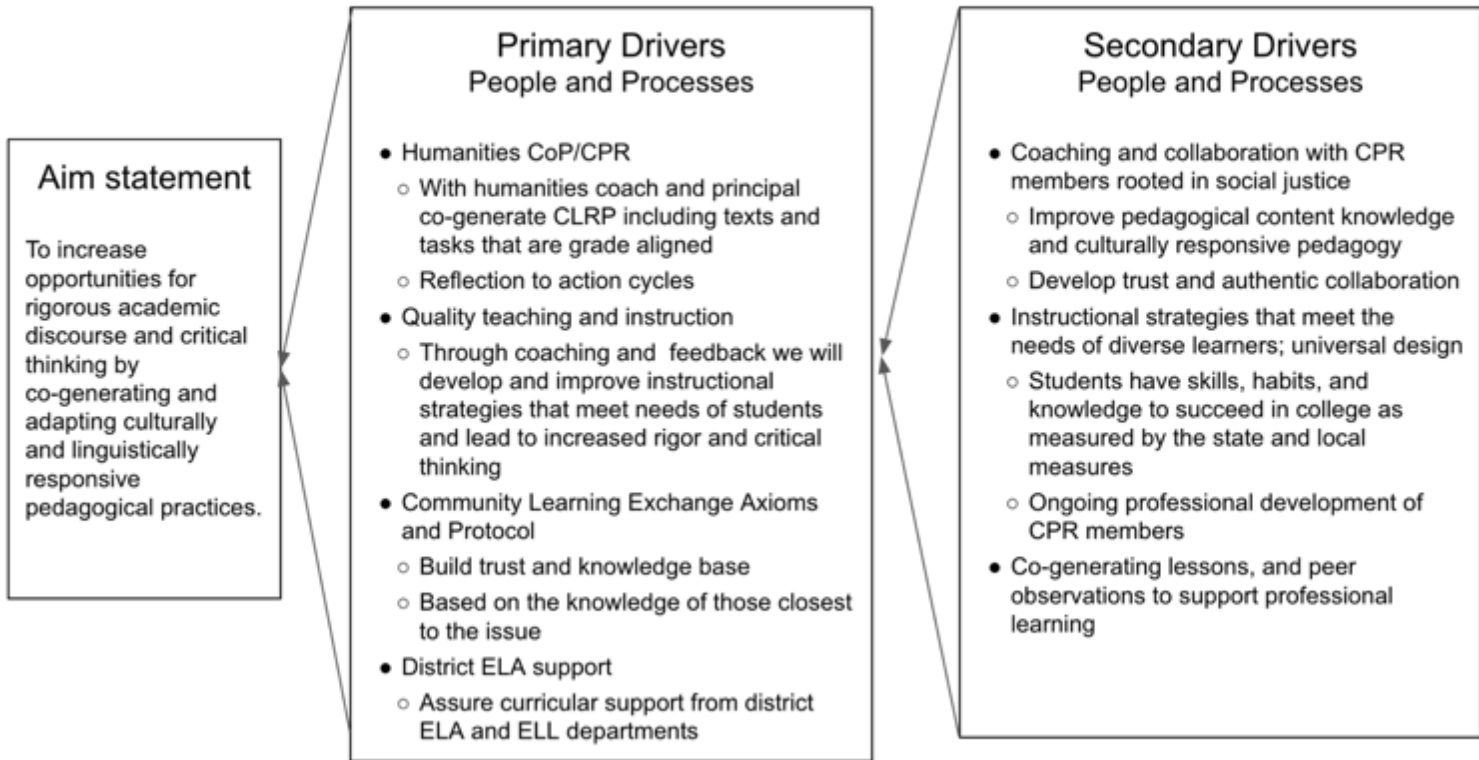 Aim statement
To increase
opportunities for
rigorous academic
discourse and critical
thinking by
co-generating and
adapting culturally
and linguistically
responsive
pedagogical practices.
Primary Drivers
People and Processes
● Humanities CoP/CPR
○ With humanities coach and principal
co-generate CLRP including texts and
tasks that are grade aligned
○ Reflection to action cycles
● Quality teaching and instruction
○ Through coaching and feedback we will
develop and improve instructional
strategies that meet needs of students
and lead to increased rigor and critical
thinking
● Community Learning Exchange Axioms
and Protocol
○ Build trust and knowledge base
○ Based on the knowledge of those closest
to the issue
● District ELA support
○ Assure curricular support from district
ELA and ELL departments
Secondary Drivers
People and Processes
● Coaching and collaboration with CPR
members rooted in social justice
○ Improve pedagogical content knowledge
and culturally responsive pedagogy
○ Develop trust and authentic collaboration
● Instructional strategies that meet the
needs of diverse learners; universal design
○ Students have skills, habits, and
knowledge to succeed in college as
measured by the state and local
measures
○ Ongoing professional development of
CPR members
● Co-generating lessons, and peer
observations to support professional
learning